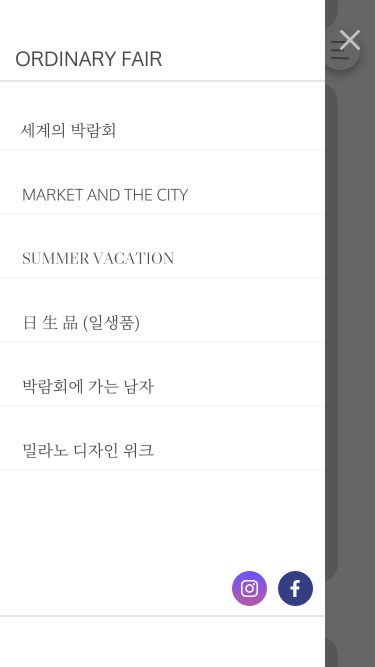 ORDINARY FAIR
세계의 박람회
MARKET AND THE CITY
SUMMER VACATION
日 生 品 (일생품)
박람회에 가는 남자
밀라노 디자인 위크